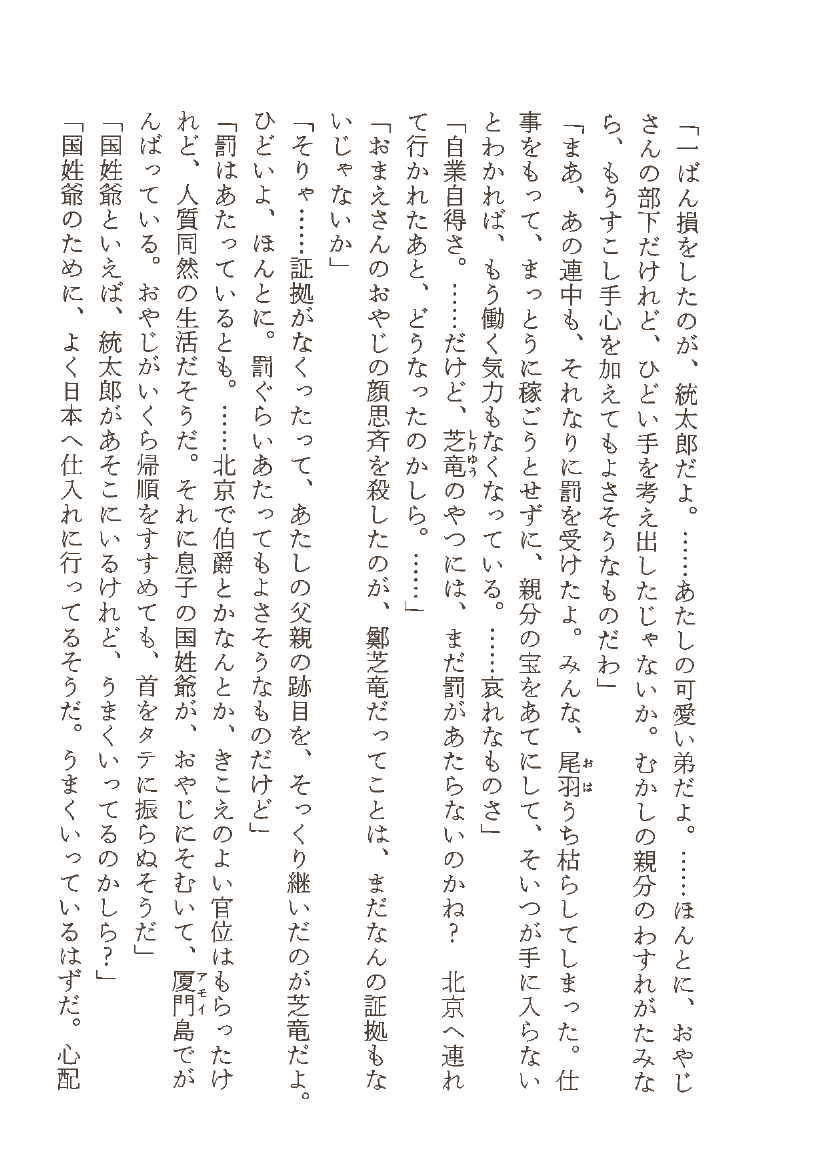 「一ばん損をしたのが、統太郎だよ。……あたしの可愛い弟だよ。……ほんとに、おやじ
さんの部下だけれど、ひどい手を考え出したじゃないか。むかしの親分のわすれがたみな
ら、もうすこし手心を加えてもよさそうなものだわ」
「まあ、あの連中も、それなりに罰を受けたよ。みんな、尾羽うち枯らしてしまった。仕
事をもって、まっとうに稼ごうとせずに、親分の宝をあてにして、そいつが手に入らない
とわかれば、もう働く気力もなくなっている。……哀れなものさ」
「自業自得さ。……だけど、芝竜のやつには、まだ罰があたらないのかね？　北京へ連れ
て行かれたあと、どうなったのかしら。……」
「おまえさんのおやじの顔思斉を殺したのが、鄭芝竜だってことは、まだなんの証拠もな
いじゃないか」
「そりゃ……証拠がなくったって、あたしの父親の跡目を、そっくり継いだのが芝竜だよ。
ひどいよ、ほんとに。罰ぐらいあたってもよさそうなものだけど」
「罰はあたっているとも。……北京で伯爵とかなんとか、きこえのよい官位はもらったけ
れど、人質同然の生活だそうだ。それに息子の国姓爺が、おやじにそむいて、厦門島でが
んばっている。おやじがいくら帰順をすすめても、首をタテに振らぬそうだ」
「国姓爺といえば、統太郎があそこにいるけれど、うまくいってるのかしら？」
「国姓爺のために、よく日本へ仕入れに行ってるそうだ。うまくいっているはずだ。心配